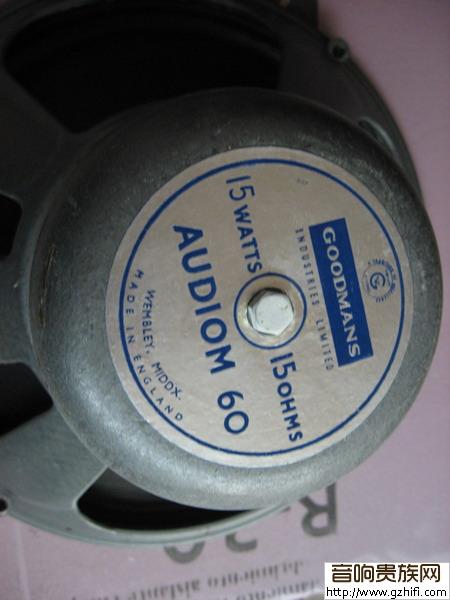 GOODMANS
INDUSTRIES LIMITED
15 WATTS 15 OHMS
AUDIOM 60
WEMBLEY, MIDDX.
MADE IN ENGLAND
音响贵族网
http://www.gzhifi.com